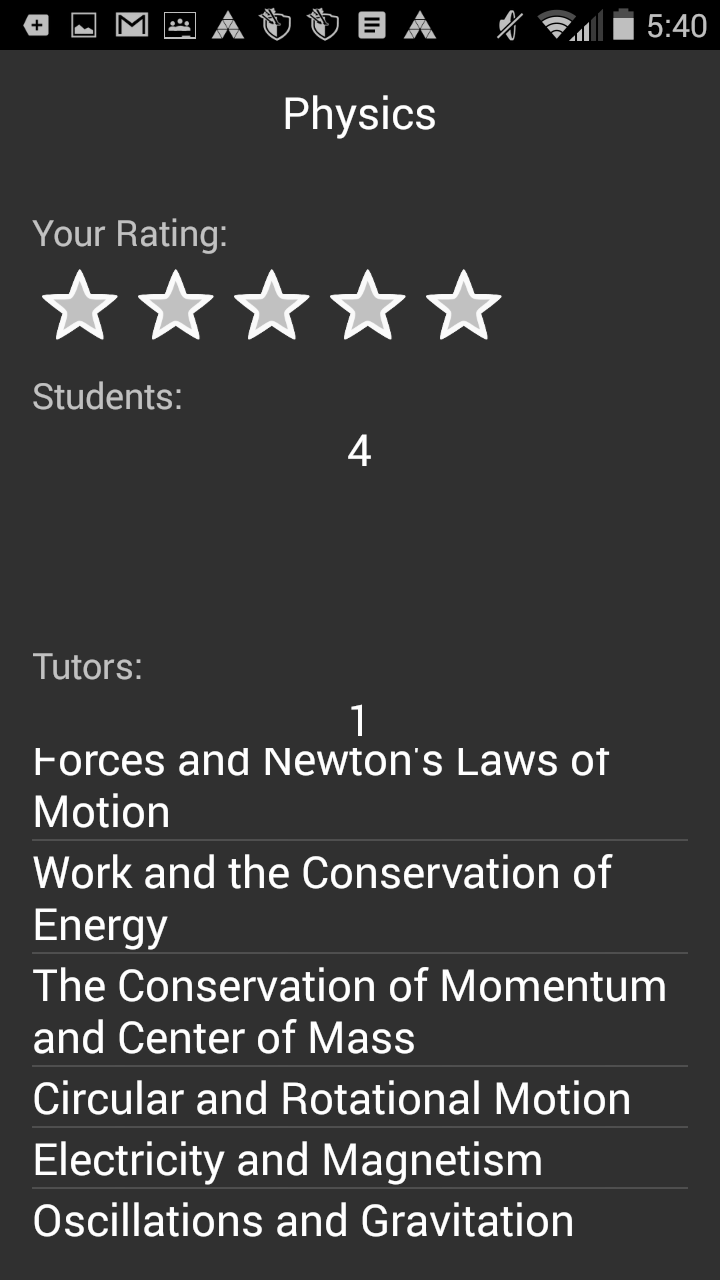 5:40
Physics
Your Rating:
Students:
4
Tutors:
1
Forces and Newton's Laws of
Motion
Work and the Conservation of
Energy
The Conservation of Momentum
and Center of Mass
Circular and Rotational Motion
Electricity and Magnetism
Oscillations and Gravitation